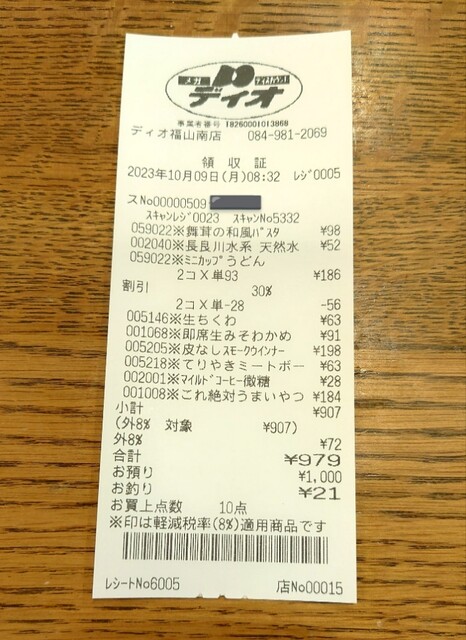 メガ ディスカウント
ディオ
事業者番号 T8260001013868
ディオ福山南店 084-981-2069
領 収 証
2023年10月09日(月)08:32 レジ0005
スNo00000509
スキャンレジ0023 スキャンNo5332
059022※舞茸の和風パスタ ¥98
002040※長良川水系 天然水 ¥52
059022※ミニカップうどん
2コX単93 ¥186
割引 30%
2コX単-28 -56
005146※生ちくわ ¥63
001068※即席生みそわかめ ¥91
005205※皮なしスモークウインナー ¥198
005218※てりやきミートボー ¥63
002001※マイルドコーヒー微糖 ¥28
001008※これ絶対うまいやつ ¥184
小計 ¥907
(外8% 対象 ¥907)
外8% ¥72
合計 ¥979
お預り ¥1,000
お釣り ¥21
お買上点数 10点
※印は軽減税率(8%)適用商品です
レシートNo6005 店No00015